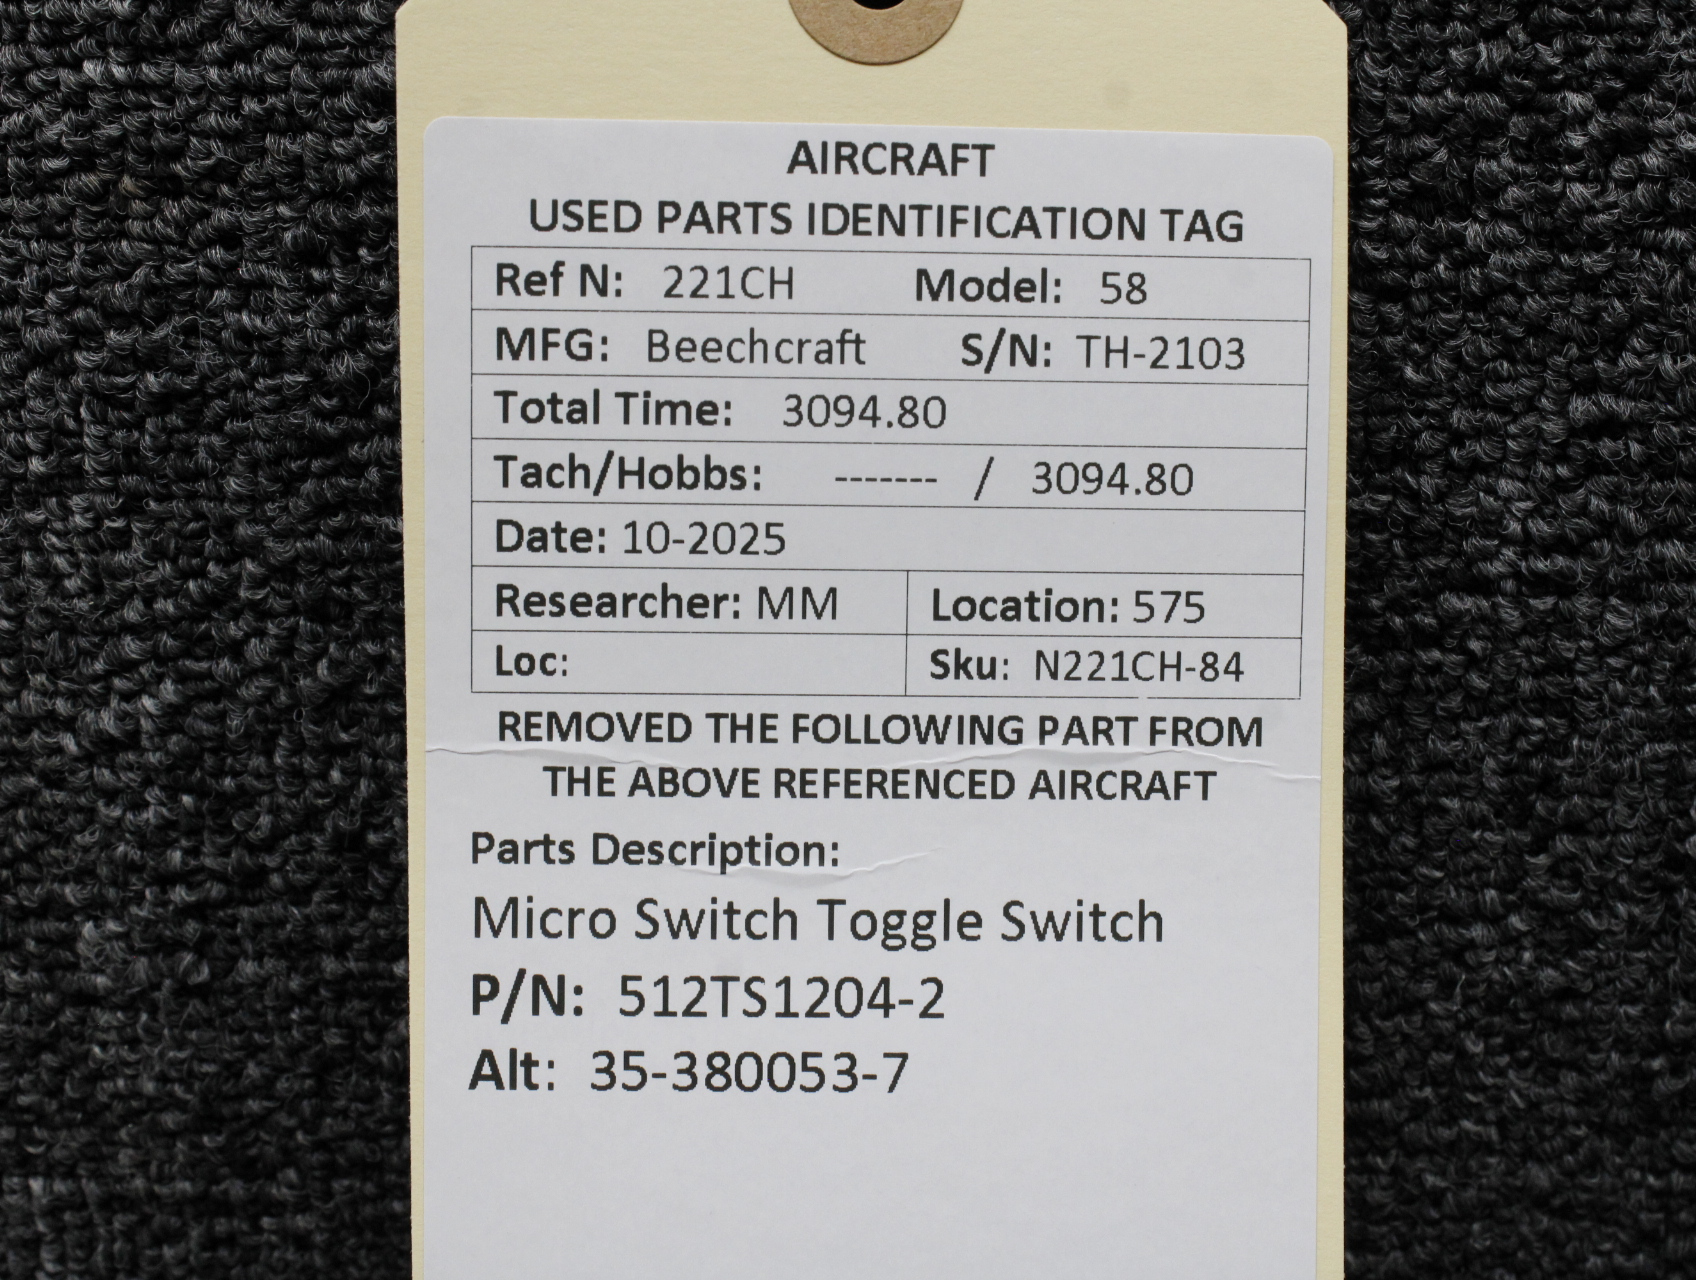 AIRCRAFT
USED PARTS IDENTIFICATION TAG
Ref N: 221CH Model: 58
MFG: Beechcraft S/N: TH-2103
Total Time: 3094.80
Tach/Hobbs: ------- / 3094.80
Date: 10-2025
Researcher: MM Location: 575
Loc: Sku: N221CH-84
REMOVED THE FOLLOWING PART FROM
THE ABOVE REFERENCED AIRCRAFT
Parts Description:
Micro Switch Toggle Switch
P/N: 512TS1204-2
Alt: 35-380053-7